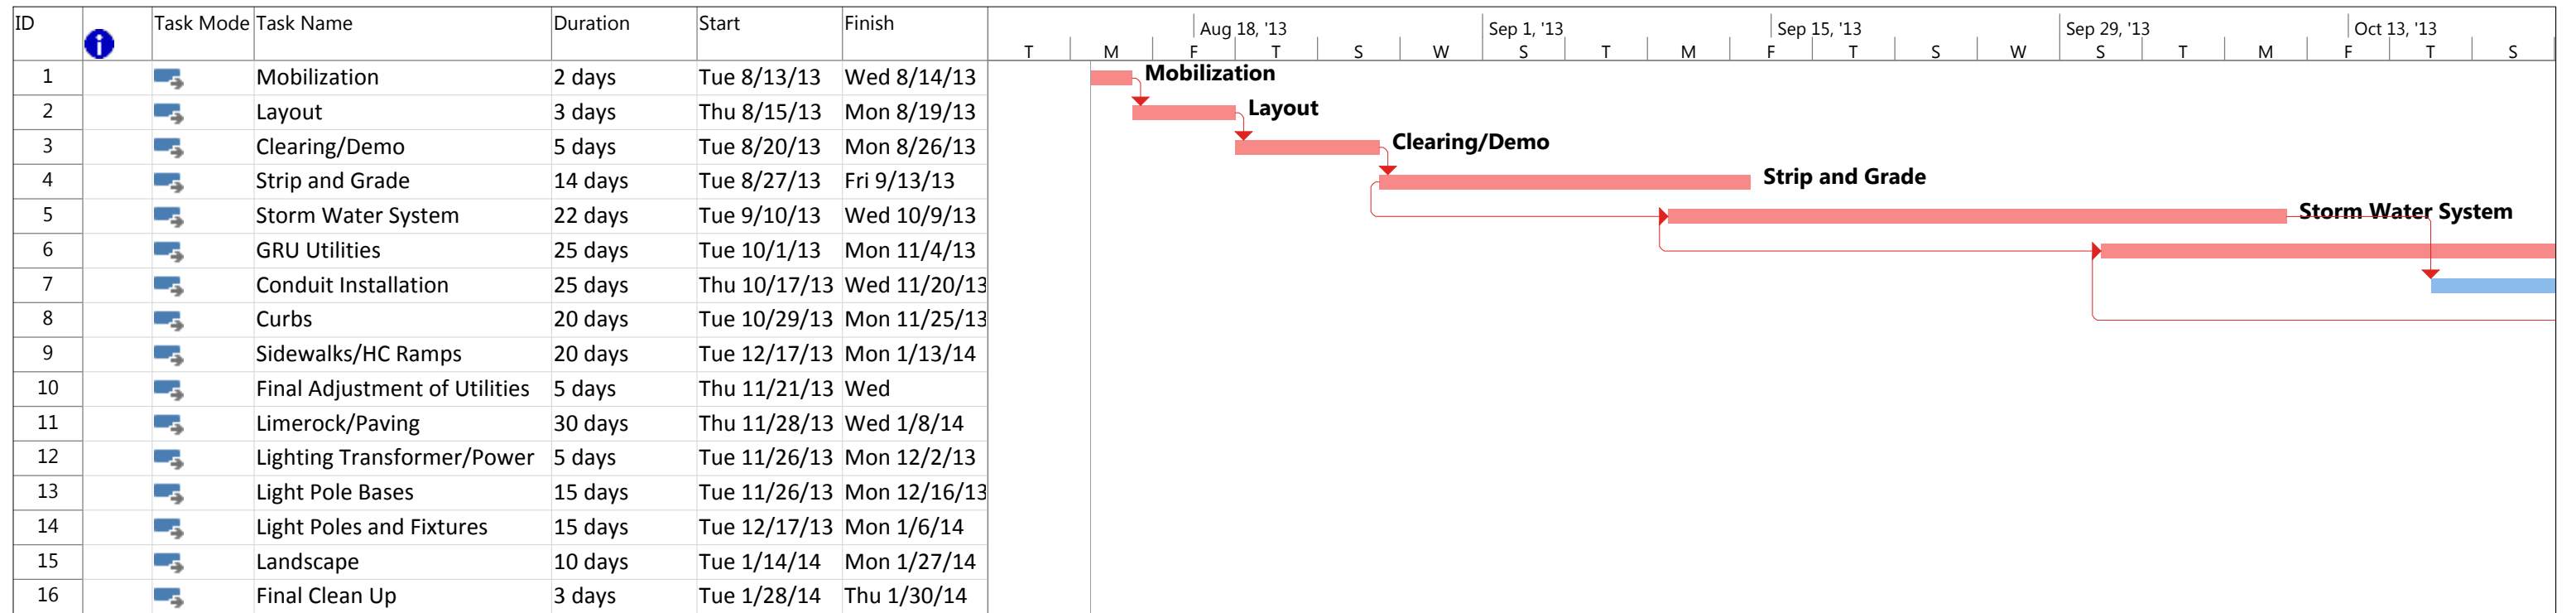 ID Task Mode Task Name Duration Start Finish Aug 18, '13 Sep 1, '13 Sep 15, '13 Sep 29, '13 Oct 13, '13
T M F T S W S T M F T S W S T M F T S
1 Mobilization 2 days Tue 8/13/13 Wed 8/14/13 Mobilization
2 Layout 3 days Thu 8/15/13 Mon 8/19/13 Layout
3 Clearing/Demo 5 days Tue 8/20/13 Mon 8/26/13 Clearing/Demo
4 Strip and Grade 14 days Tue 8/27/13 Fri 9/13/13 Strip and Grade
5 Storm Water System 22 days Tue 9/10/13 Wed 10/9/13 Storm Water System
6 GRU Utilities 25 days Tue 10/1/13 Mon 11/4/13
7 Conduit Installation 25 days Thu 10/17/13 Wed 11/20/13
8 Curbs 20 days Tue 10/29/13 Mon 11/25/13
9 Sidewalks/HC Ramps 20 days Tue 12/17/13 Mon 1/13/14
10 Final Adjustment of Utilities 5 days Thu 11/21/13 Wed
11 Limerock/Paving 30 days Thu 11/28/13 Wed 1/8/14
12 Lighting Transformer/Power 5 days Tue 11/26/13 Mon 12/2/13
13 Light Pole Bases 15 days Tue 11/26/13 Mon 12/16/13
14 Light Poles and Fixtures 15 days Tue 12/17/13 Mon 1/6/14
15 Landscape 10 days Tue 1/14/14 Mon 1/27/14
16 Final Clean Up 3 days Tue 1/28/14 Thu 1/30/14